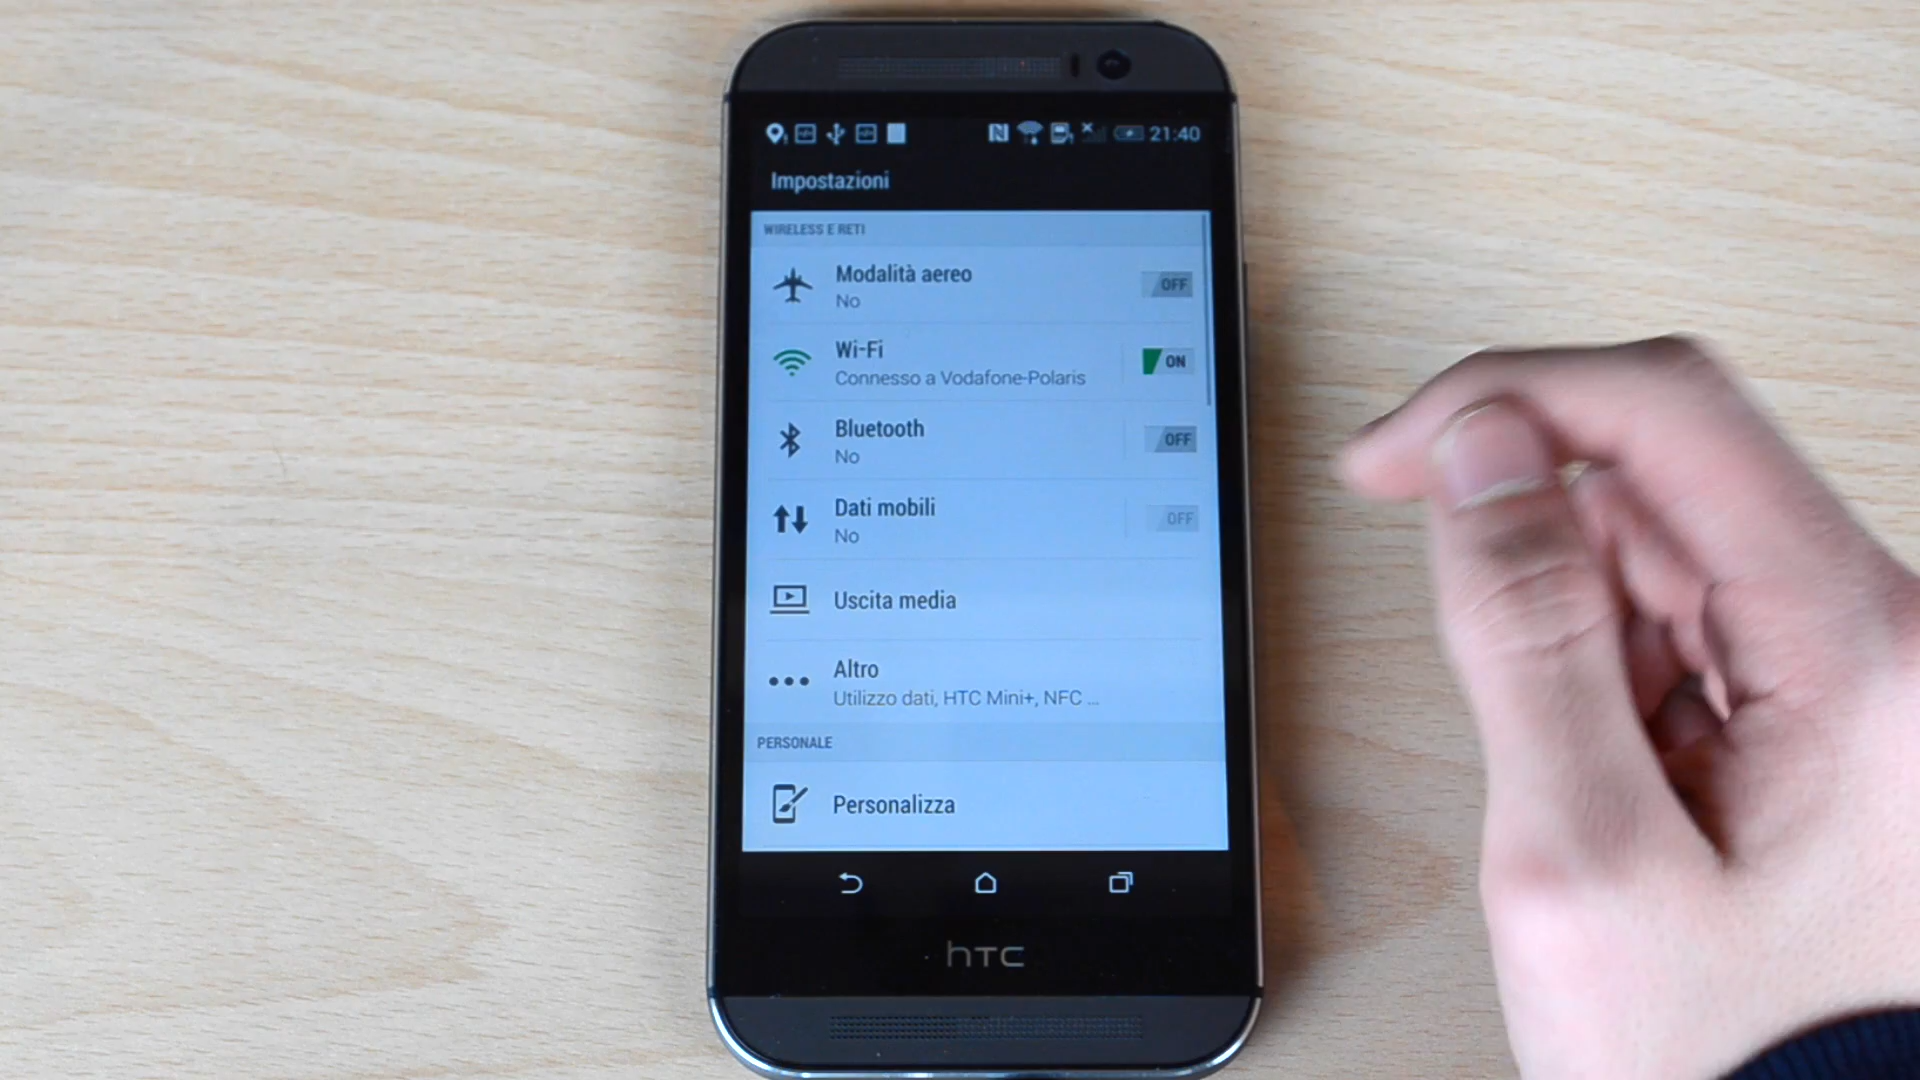 21:40
Impostazioni
WIRELESS E RETI
Modalità aereo
No
OFF
Wi-Fi
Connesso a Vodafone-Polaris
ON
Bluetooth
No
OFF
Dati mobili
No
OFF
Uscita media
Altro
Utilizzo dati, HTC Mini+, NFC ...
PERSONALE
Personalizza
hTC